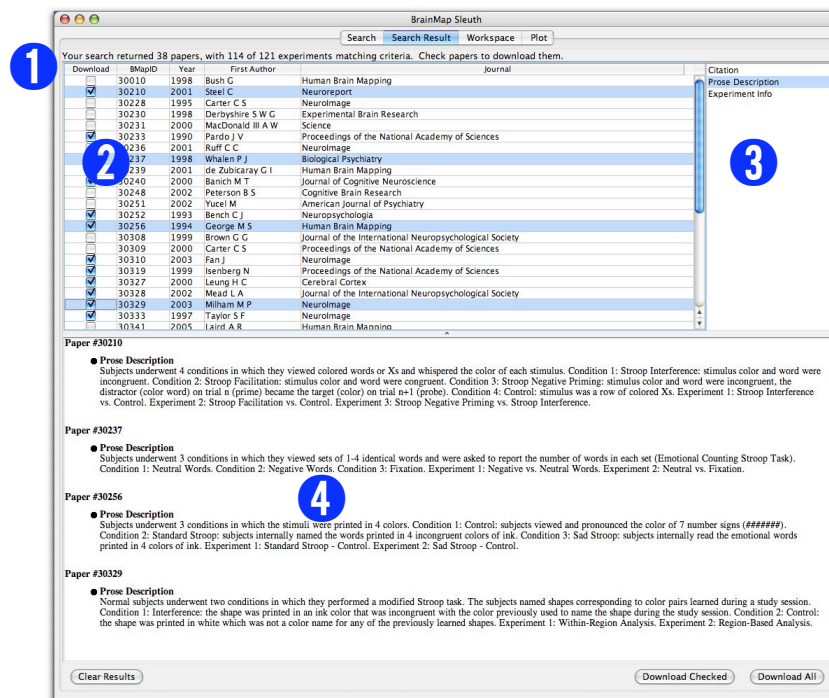 BrainMap Sleuth
Search Search Result Workspace Plot
1
Your search returned 38 papers, with 114 of 121 experiments matching criteria. Check papers to download them.
Download BMapID Year First Author Journal
30010 1998 Bush G Human Brain Mapping
30210 2001 Steel C Neuroreport
30228 1995 Carter C S NeuroImage
30230 1998 Derbyshire S W G Experimental Brain Research
30231 2000 MacDonald III A W Science
30233 1990 Pardo J V Proceedings of the National Academy of Sciences
30236 2001 Ruff C C NeuroImage
30237 1998 Whalen P J Biological Psychiatry
30239 2001 de Zubicaray G I Human Brain Mapping
30240 2000 Banich M T Journal of Cognitive Neuroscience
30248 2002 Peterson B S Cognitive Brain Research
30251 2002 Yucel M American Journal of Psychiatry
30252 1993 Bench C J Neuropsychologia
30256 1994 George M S Human Brain Mapping
30308 1999 Brown G G Journal of the International Neuropsychological Society
30309 2000 Carter C S Proceedings of the National Academy of Sciences
30310 2003 Fan J NeuroImage
30319 1999 Isenberg N Proceedings of the National Academy of Sciences
30327 2000 Leung H C Cerebral Cortex
30328 2002 Mead L A Journal of the International Neuropsychological Society
30329 2003 Milham M P NeuroImage
30333 1997 Taylor S F NeuroImage
30341 2005 Laird A R Human Brain Mapping
2
Citation
Prose Description
Experiment Info
3
Paper #30210
● Prose Description
Subjects underwent 4 conditions in which they viewed colored words or Xs and whispered the color of each stimulus. Condition 1: Stroop Interference: stimulus color and word were
incongruent. Condition 2: Stroop Facilitation: stimulus color and word were congruent. Condition 3: Stroop Negative Priming: stimulus color and word were incongruent, the
distractor (color word) on trial n (prime) became the target (color) on trial n+1 (probe). Condition 4: Control: stimulus was a row of colored Xs. Experiment 1: Stroop Interference
vs. Control. Experiment 2: Stroop Facilitation vs. Control. Experiment 3: Stroop Negative Priming vs. Stroop Interference.
Paper #30237
● Prose Description
Subjects underwent 3 conditions in which they viewed sets of 1-4 identical words and were asked to report the number of words in each set (Emotional Counting Stroop Task).
Condition 1: Neutral Words. Condition 2: Negative Words. Condition 3: Fixation. Experiment 1: Negative vs. Neutral Words. Experiment 2: Neutral vs. Fixation.
Paper #30256
4
● Prose Description
Subjects underwent 3 conditions in which the stimuli were printed in 4 colors. Condition 1: Control: subjects viewed and pronounced the color of 7 number signs (#######).
Condition 2: Standard Stroop: subjects internally named the words printed in 4 incongruent colors of ink. Condition 3: Sad Stroop: subjects internally read the emotional words
printed in 4 colors of ink. Experiment 1: Standard Stroop - Control. Experiment 2: Sad Stroop - Control.
Paper #30329
● Prose Description
Normal subjects underwent two conditions in which they performed a modified Stroop task. The subjects named shapes corresponding to color pairs learned during a study session.
Condition 1: Interference: the shape was printed in an ink color that was incongruent with the color previously used to name the shape during the study session. Condition 2: Control:
the shape was printed in white which was not a color name for any of the previously learned shapes. Experiment 1: Within-Region Analysis. Experiment 2: Region-Based Analysis.
Clear Results Download Checked Download All